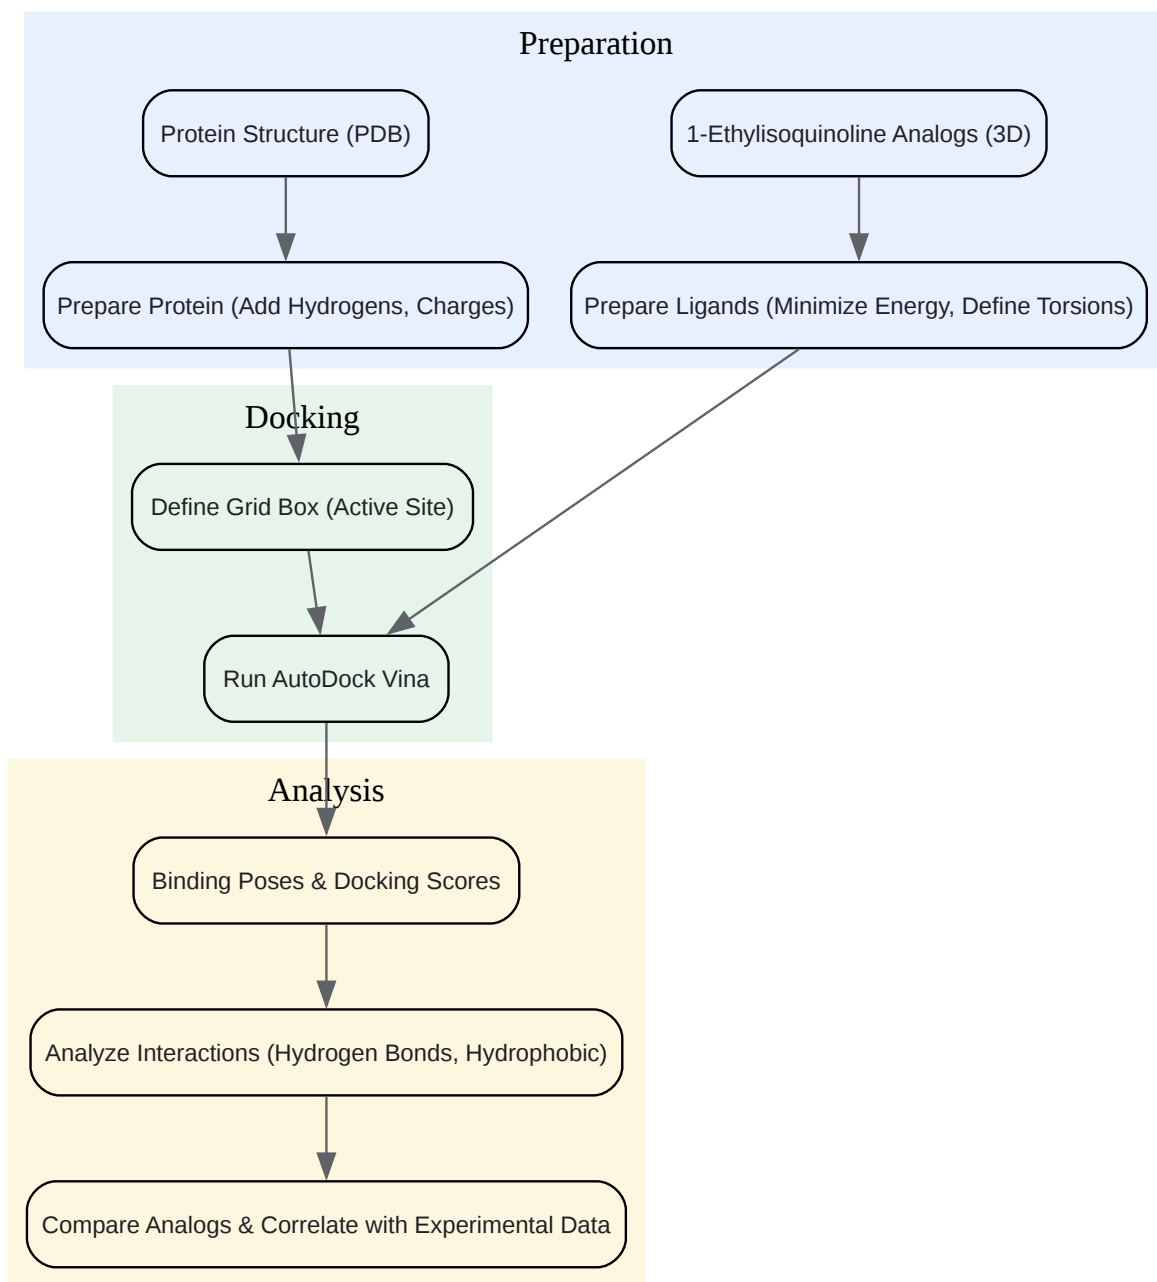 Preparation
Protein Structure (PDB)
1-Ethylisoquinoline Analogs (3D)
Prepare Protein (Add Hydrogens, Charges)
Prepare Ligands (Minimize Energy, Define Torsions)
Docking
Define Grid Box (Active Site)
Run AutoDock Vina
Analysis
Binding Poses & Docking Scores
Analyze Interactions (Hydrogen Bonds, Hydrophobic)
Compare Analogs & Correlate with Experimental Data